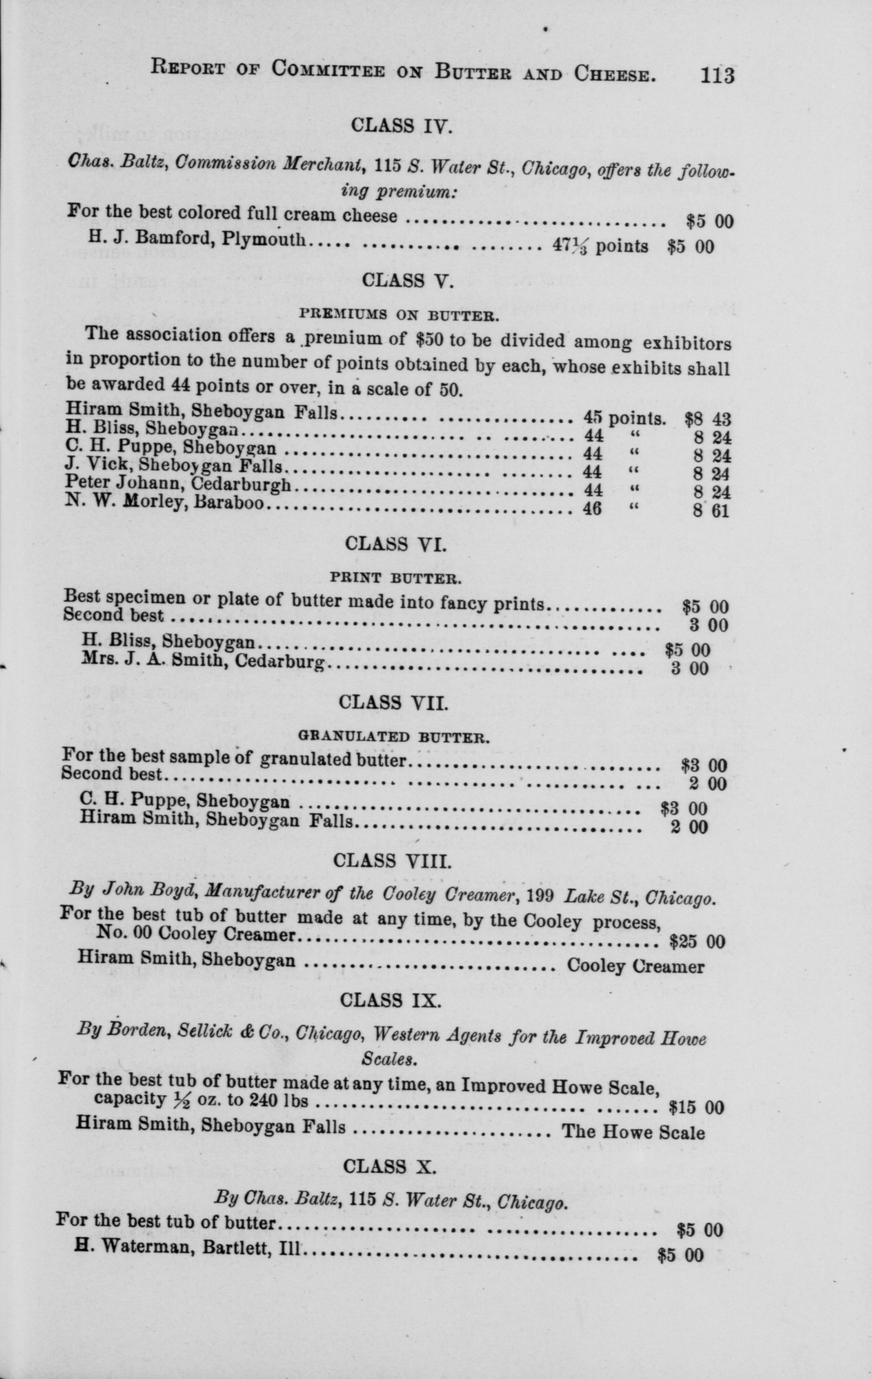 REPORT OF COMMITTEE ON BUTTER AND CHEESE. 113
CLASS IV.
Chas. Baltz, Commission Merchant, 115 S. Water St., Chicago, offers the follow-
ing premium:
For the best colored full cream cheese ........................ $5 00
H. J. Bamford, Plymouth........................ 47⅓ points $5 00
CLASS V.
PREMIUMS ON BUTTER.
The association offers a premium of $50 to be divided among exhibitors
in proportion to the number of points obtained by each, whose exhibits shall
be awarded 44 points or over, in a scale of 50.
Hiram Smith, Sheboygan Falls........................ 45 points. $8 43
H. Bliss, Sheboygan........................ 44 “ 8 24
C. H. Puppe, Sheboygan ........................ 44 “ 8 24
J. Vick, Sheboygan Falls........................ 44 “ 8 24
Peter Johann, Cedarburgh........................ 44 “ 8 24
N. W. Morley, Baraboo........................ 46 “ 8 61
CLASS VI.
PRINT BUTTER.
Best specimen or plate of butter made into fancy prints............. $5 00
Second best ........................ 3 00
H. Bliss, Sheboygan........................ $5 00
Mrs. J. A. Smith, Cedarburg........................ 3 00
CLASS VII.
GRANULATED BUTTER.
For the best sample of granulated butter........................ $3 00
Second best........................ 2 00
C. H. Puppe, Sheboygan ........................ $3 00
Hiram Smith, Sheboygan Falls........................ 2 00
CLASS VIII.
By John Boyd, Manufacturer of the Cooley Creamer, 199 Lake St., Chicago.
For the best tub of butter made at any time, by the Cooley process,
No. 00 Cooley Creamer........................ $25 00
Hiram Smith, Sheboygan ........................ Cooley Creamer
CLASS IX.
By Borden, Sellick & Co., Chicago, Western Agents for the Improved Howe
Scales.
For the best tub of butter made at any time, an Improved Howe Scale,
capacity ½ oz. to 240 lbs ........................ $15 00
Hiram Smith, Sheboygan Falls ...................... The Howe Scale
CLASS X.
By Chas. Baltz, 115 S. Water St., Chicago.
For the best tub of butter........................ $5 00
H. Waterman, Bartlett, Ill........................ $5 00